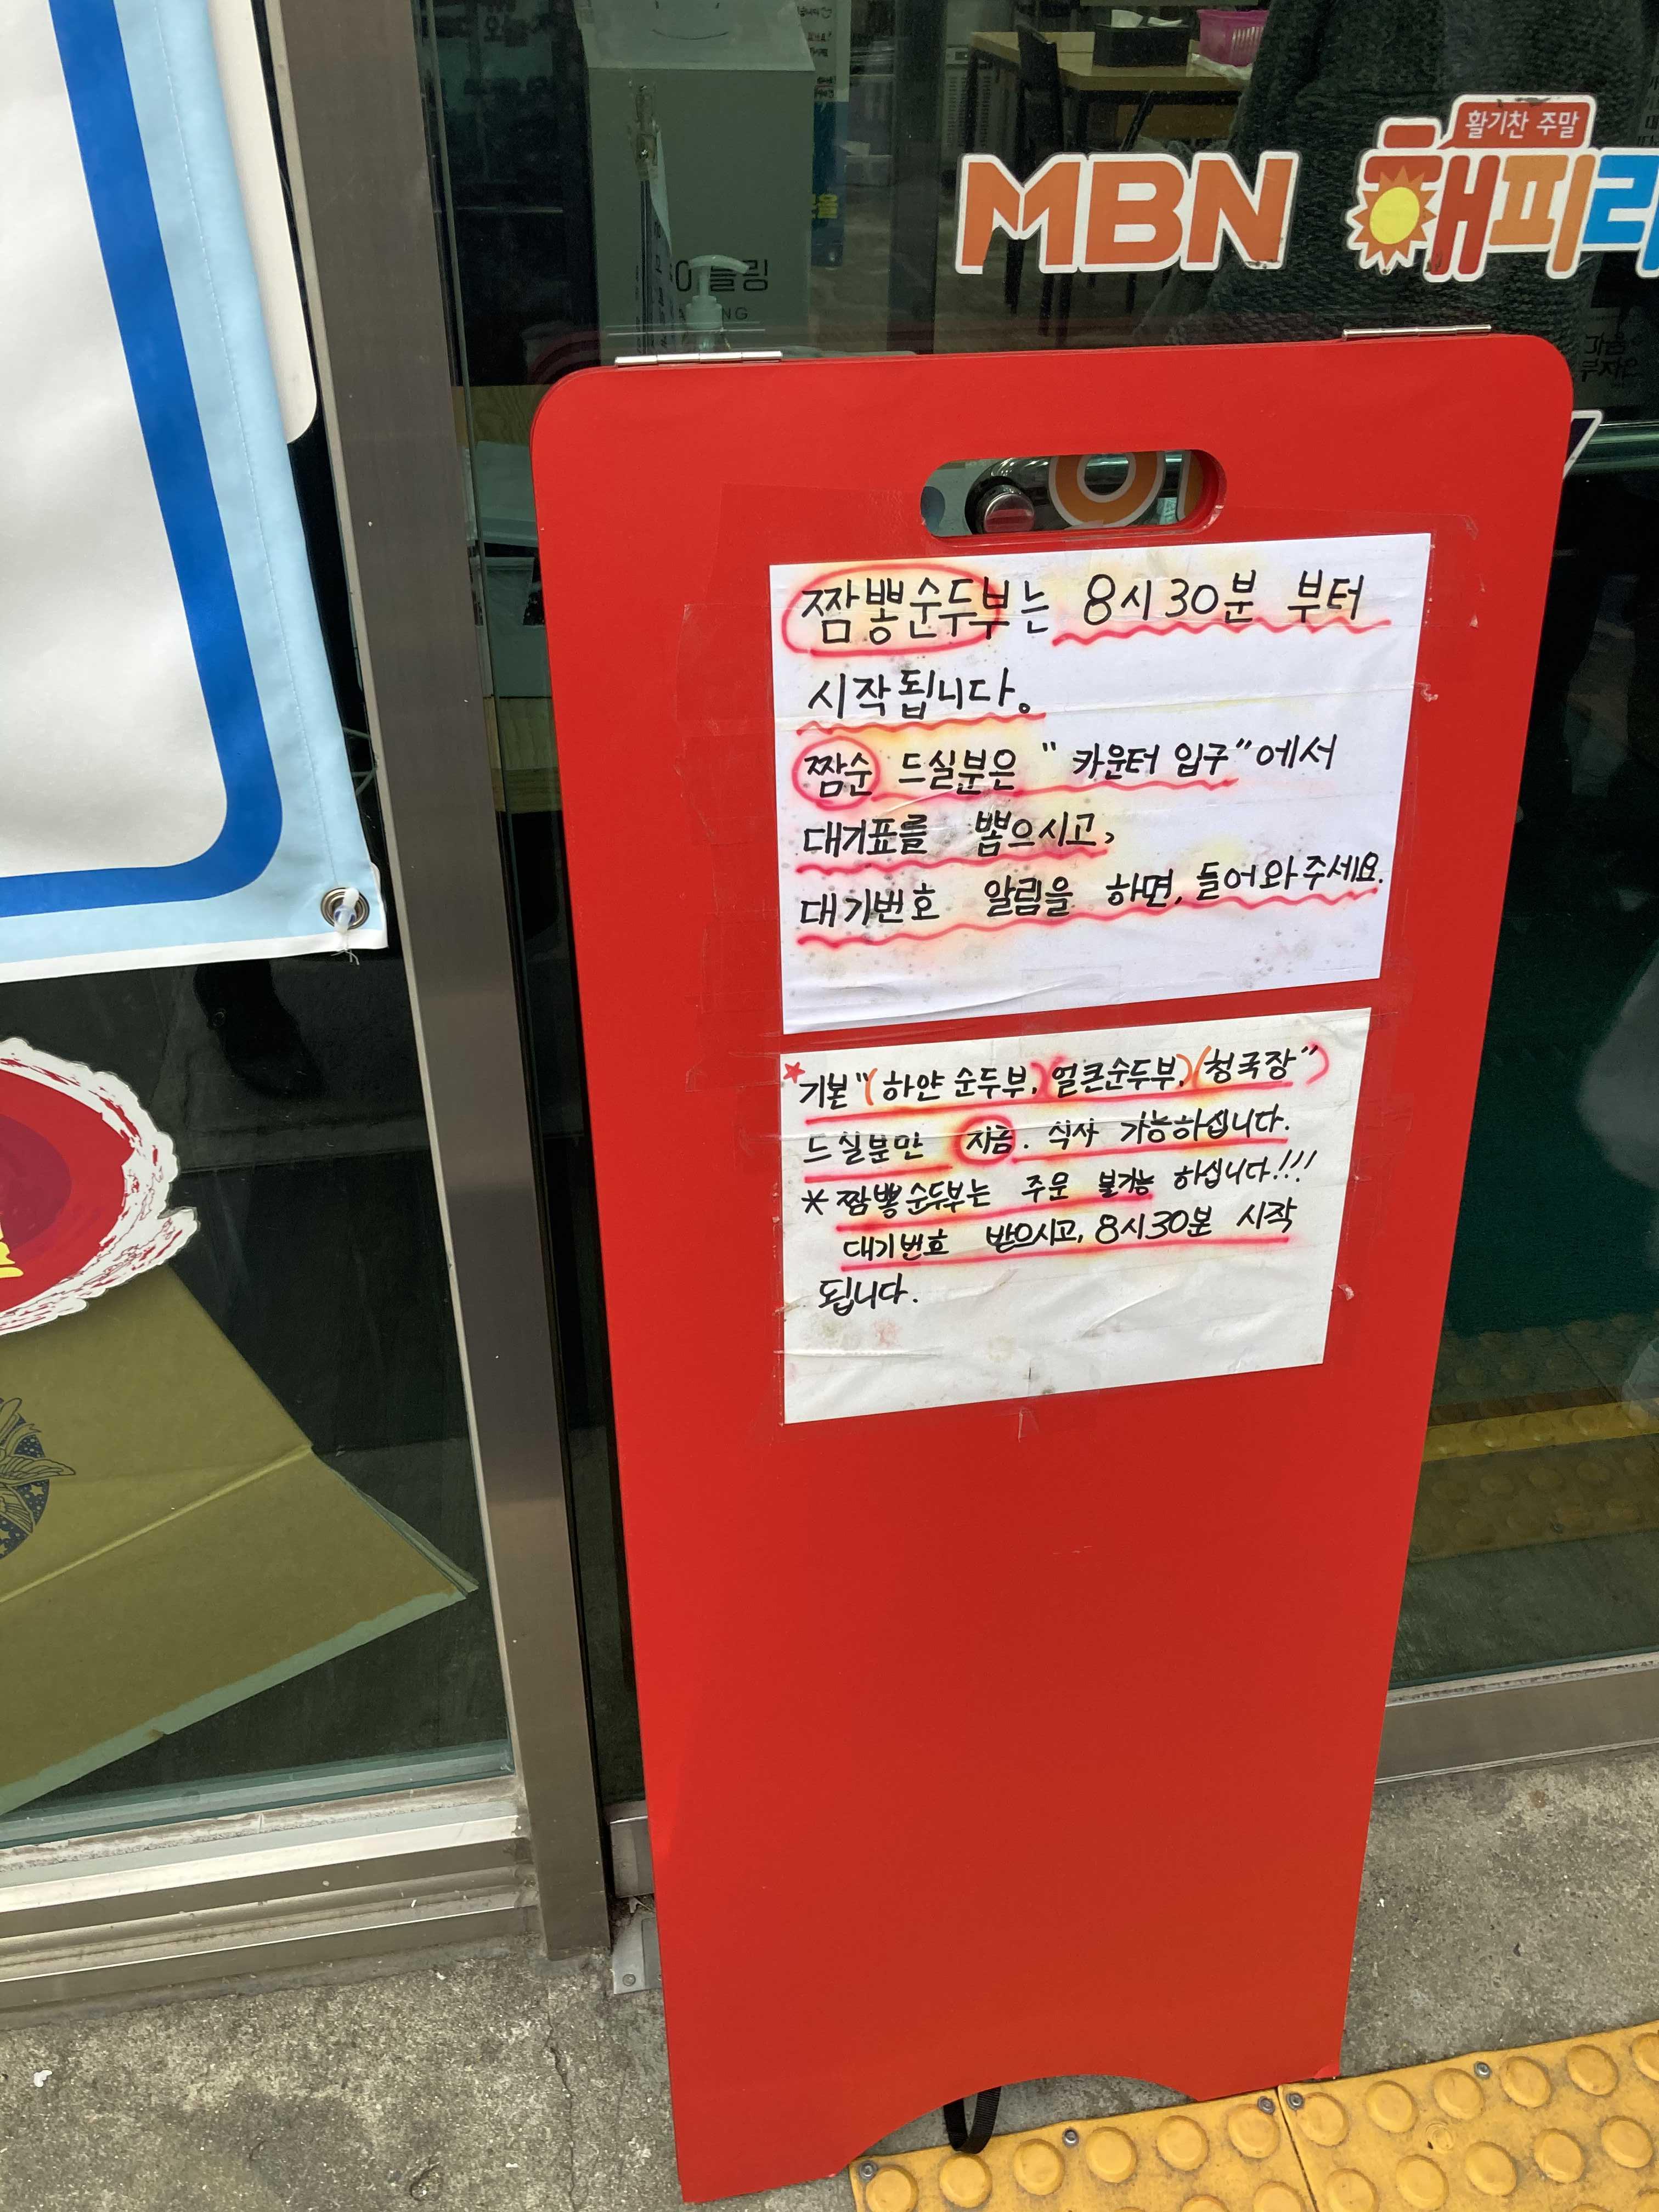 활기찬 주말
MBN 해피라
짬뽕순두부는 8시30분 부터
시작됩니다.
짬순 드실분은 "카운터 입구"에서
대기표를 뽑으시고,
대기번호 알림을 하면, 들어와주세요.
기본"(하얀 순두부, 얼큰순두부, (청국장")
드실분만 지금. 식사 가능하십니다.
* 짬뽕순두부는 주문 불가능 하십니다!!!
대기번호 받으시고, 8시30분 시작
됩니다.